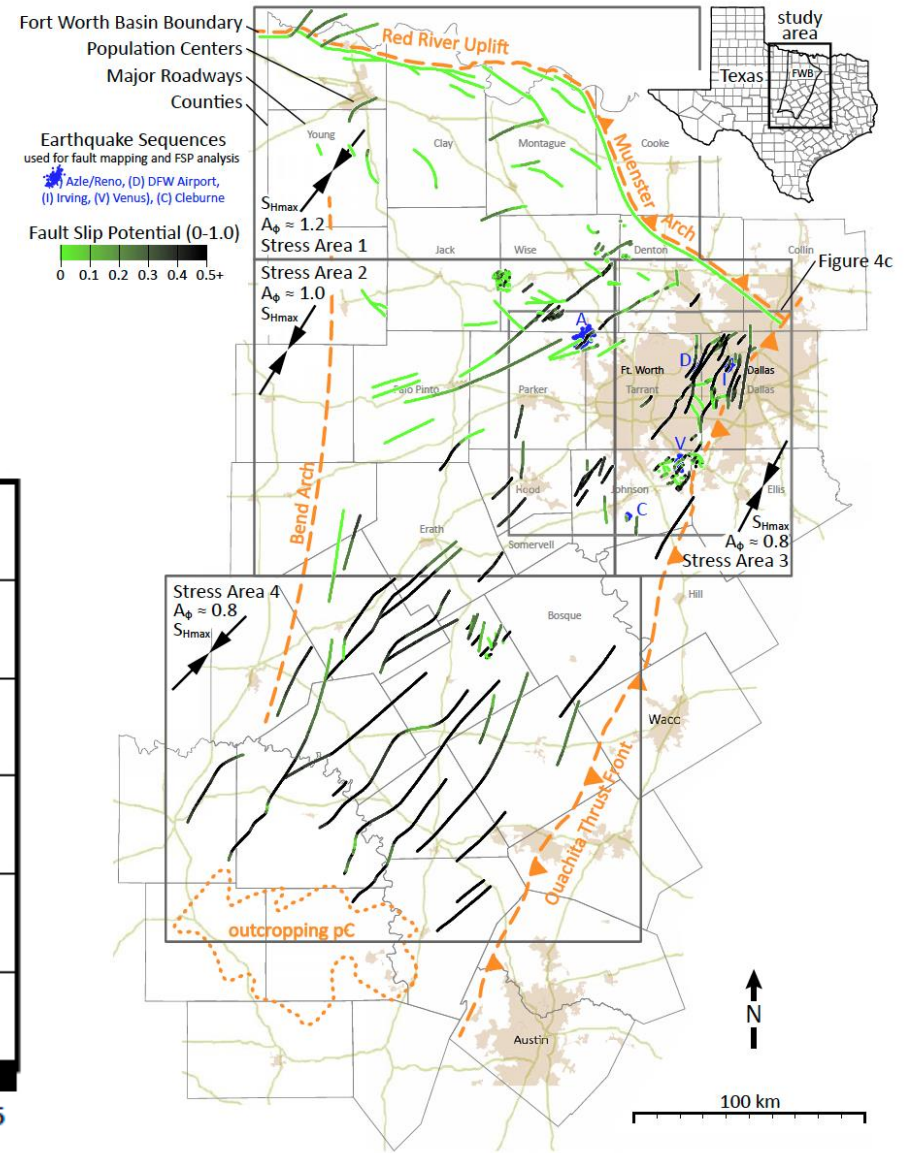 Fort Worth Basin Boundary
Population Centers
Major Roadways
Counties
Earthquake Sequences
used for fault mapping and FSP analysis
) Azle/Reno, (D) DFW Airport,
(I) Irving, (V) Venus), (C) Cleburne
Fault Slip Potential (0-1.0)
0 0.1 0.2 0.3 0.4 0.5+
study
area
Texas
FWB
Red River Uplift
Muenster
Arch
Young
Clay
Montague
Cooke
SHmax
Aϕ ≈ 1.2
Stress Area 1
Jack
Wise
Denton
Collin
Figure 4c
Stress Area 2
Aϕ ≈ 1.0
SHmax
A
D
I
Ft. Worth
Dallas
Palo Pinto
Parker
Tarrant
Dallas
V
Bend Arch
Hood
Johnson
Ellis
C
SHmax
Aϕ ≈ 0.8
Stress Area 3
Erath
Somervell
Stress Area 4
Aϕ ≈ 0.8
SHmax
Bosque
Hill
Waco
Ouachita Thrust Front
outcropping pC
Austin
N
100 km